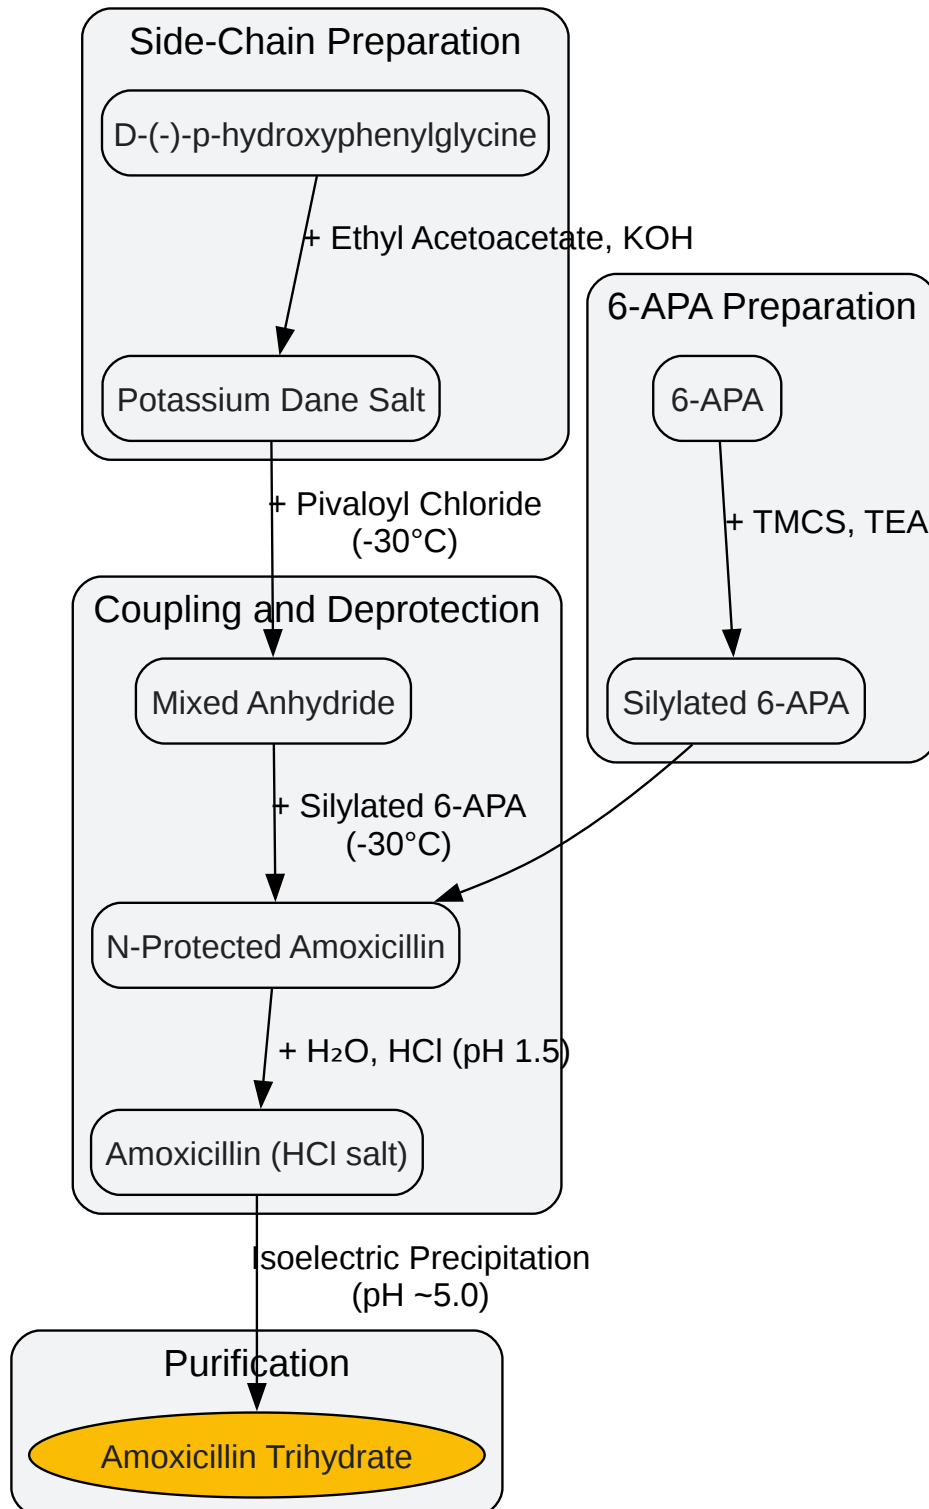 Side-Chain Preparation
D-(-)-p-hydroxyphenylglycine
+ Ethyl Acetoacetate, KOH
Potassium Dane Salt
6-APA Preparation
6-APA
+ TMCS, TEA
Silylated 6-APA
+ Pivaloyl Chloride
(-30°C)
Coupling and Deprotection
Mixed Anhydride
+ Silylated 6-APA
(-30°C)
N-Protected Amoxicillin
+ H₂O, HCl (pH 1.5)
Amoxicillin (HCl salt)
Isoelectric Precipitation
(pH ~5.0)
Purification
Amoxicillin Trihydrate